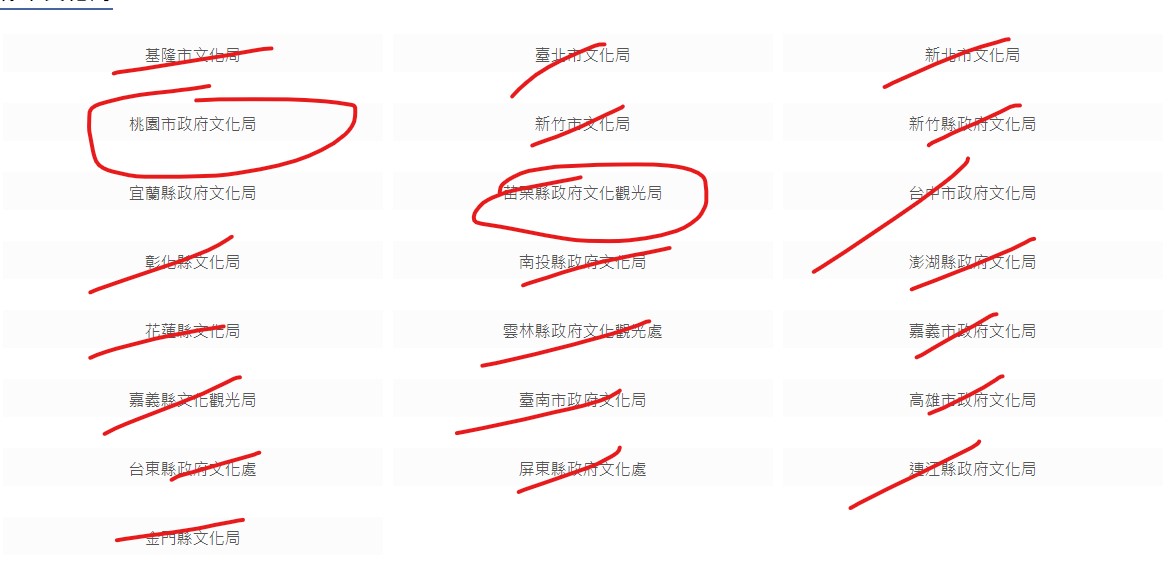 基隆市文化局 臺北市文化局 新北市文化局
桃園市政府文化局 新竹市文化局 新竹縣政府文化局
宜蘭縣政府文化局 苗栗縣政府文化觀光局 台中市政府文化局
彰化縣文化局 南投縣政府文化局 澎湖縣政府文化局
花蓮縣文化局 雲林縣政府文化觀光處 嘉義市政府文化局
嘉義縣文化觀光局 臺南市政府文化局 高雄市政府文化局
台東縣政府文化處 屏東縣政府文化處 連江縣政府文化局
金門縣文化局